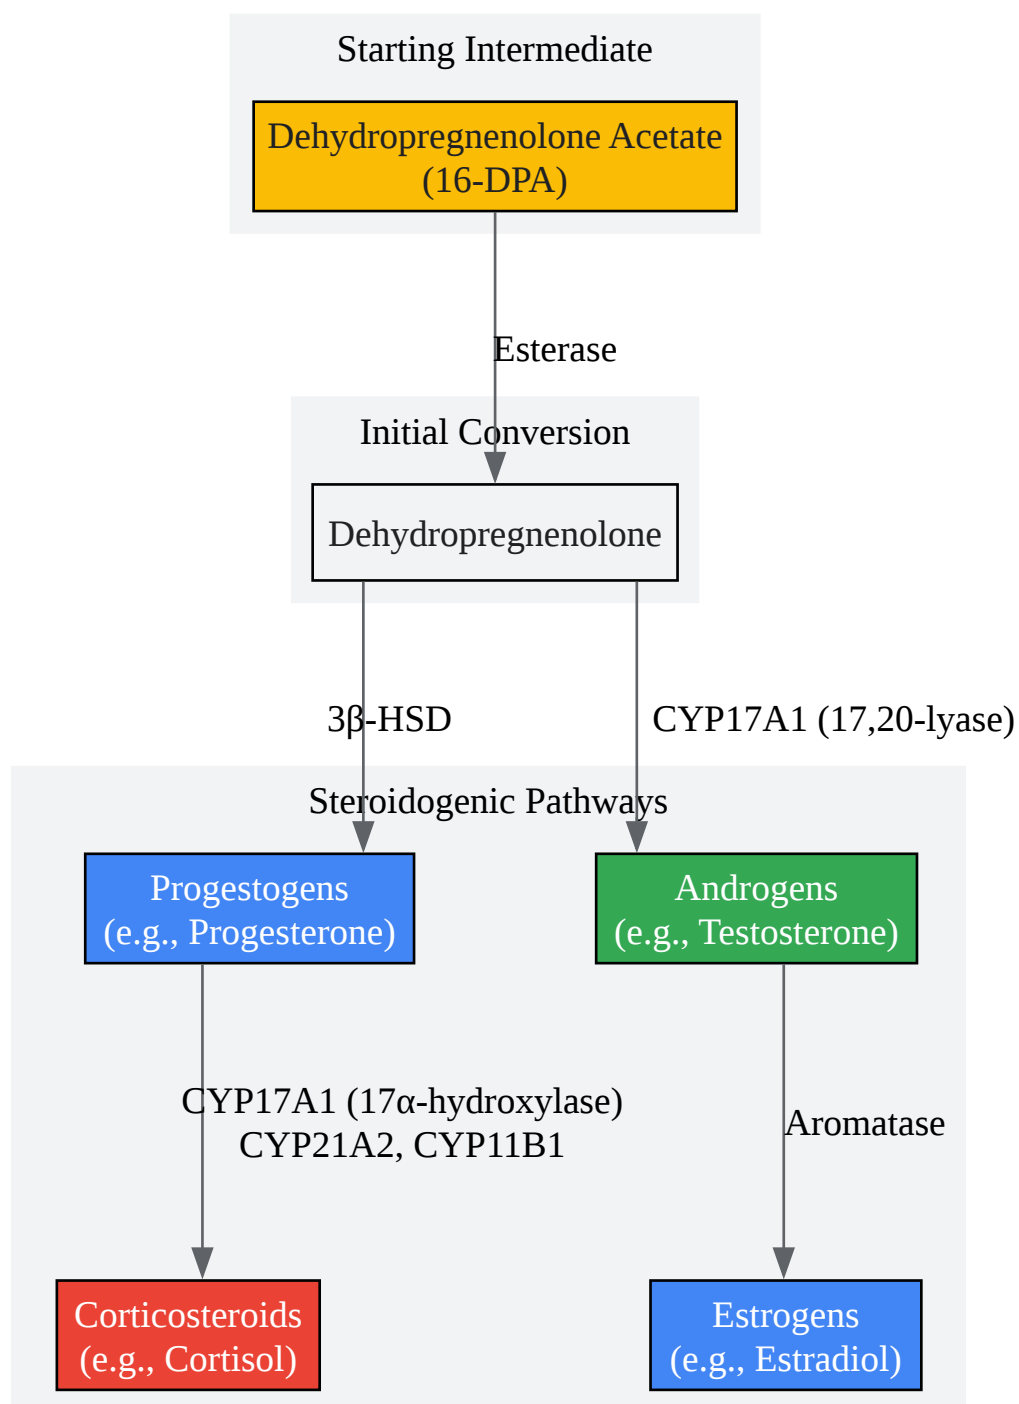 Starting Intermediate
Dehydropregnenolone Acetate
(16-DPA)
Esterase
Initial Conversion
Dehydropregnenolone
3β-HSD
CYP17A1 (17,20-lyase)
Steroidogenic Pathways
Progestogens
(e.g., Progesterone)
Androgens
(e.g., Testosterone)
CYP17A1 (17α-hydroxylase)
CYP21A2, CYP11B1
Aromatase
Corticosteroids
(e.g., Cortisol)
Estrogens
(e.g., Estradiol)